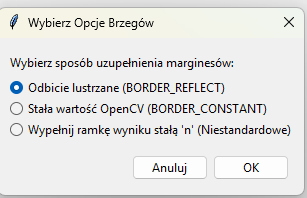 Wybierz Opcje Brzegów
Wybierz sposób uzupełnienia marginesów:
Odbicie lustrzane (BORDER_REFLECT)
Stała wartość OpenCV (BORDER_CONSTANT)
Wypełnij ramkę wyniku stałą 'n' (Niestandardowe)
Anuluj OK